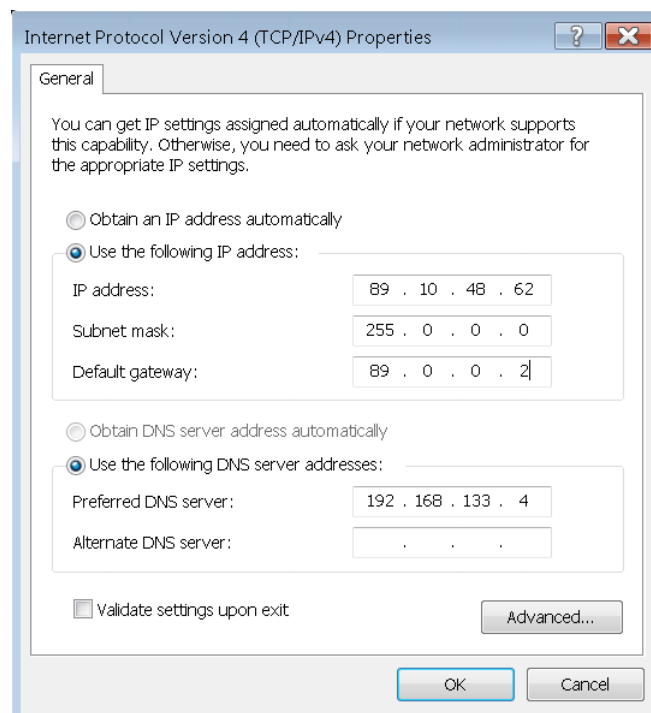 Internet Protocol Version 4 (TCP/IPv4) Properties
General
You can get IP settings assigned automatically if your network supports
this capability. Otherwise, you need to ask your network administrator for
the appropriate IP settings.
Obtain an IP address automatically
Use the following IP address:
IP address: 89 . 10 . 48 . 62
Subnet mask: 255 . 0 . 0 . 0
Default gateway: 89 . 0 . 0 . 2
Obtain DNS server address automatically
Use the following DNS server addresses:
Preferred DNS server: 192 . 168 . 133 . 4
Alternate DNS server: . . .
Validate settings upon exit
Advanced...
OK Cancel